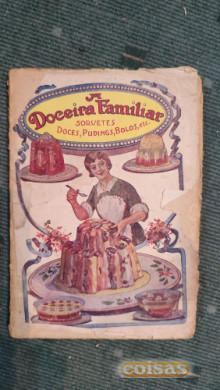 A
Doceira Familiar
SORVETES
DOCES, PUDINGS, BOLOS, etc.
coisas